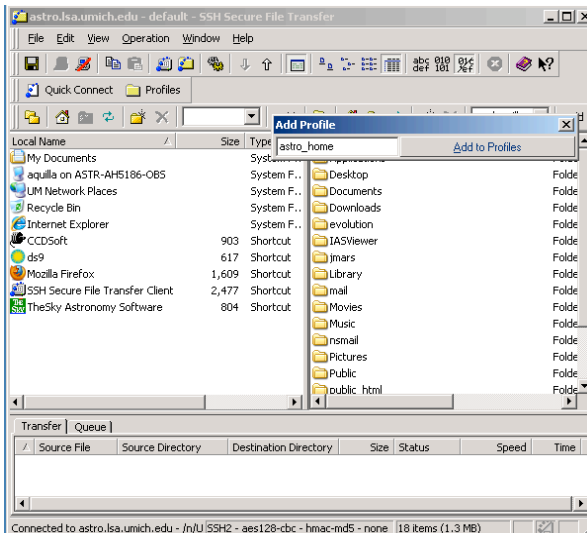 astro.lsa.umich.edu - default - SSH Secure File Transfer
File Edit View Operation Window Help
abc def 010 101
Quick Connect Profiles
Add Profile
astro_home Add to Profiles
Local Name / Size Type
My Documents System F..
aquilla on ASTR-AH5186-OBS System F..
Desktop Folde
UM Network Places System F..
Documents Folde
Recycle Bin System F..
Downloads Folde
Internet Explorer System F..
evolution Folde
CCDSoft 903 Shortcut
IASViewer Folde
ds9 617 Shortcut
jmars Folde
Mozilla Firefox 1,609 Shortcut
Library Folde
SSH Secure File Transfer Client 2,477 Shortcut
mail Folde
TheSky Astronomy Software 804 Shortcut
Movies Folde
Music Folde
nsmail Folde
Pictures Folde
Public Folde
public_html Folde
Transfer Queue
/ Source File Source Directory Destination Directory Size Status Speed Time
Connected to astro.lsa.umich.edu - /n/U SSH2 - aes128-cbc - hmac-md5 - none 18 items (1.3 MB)